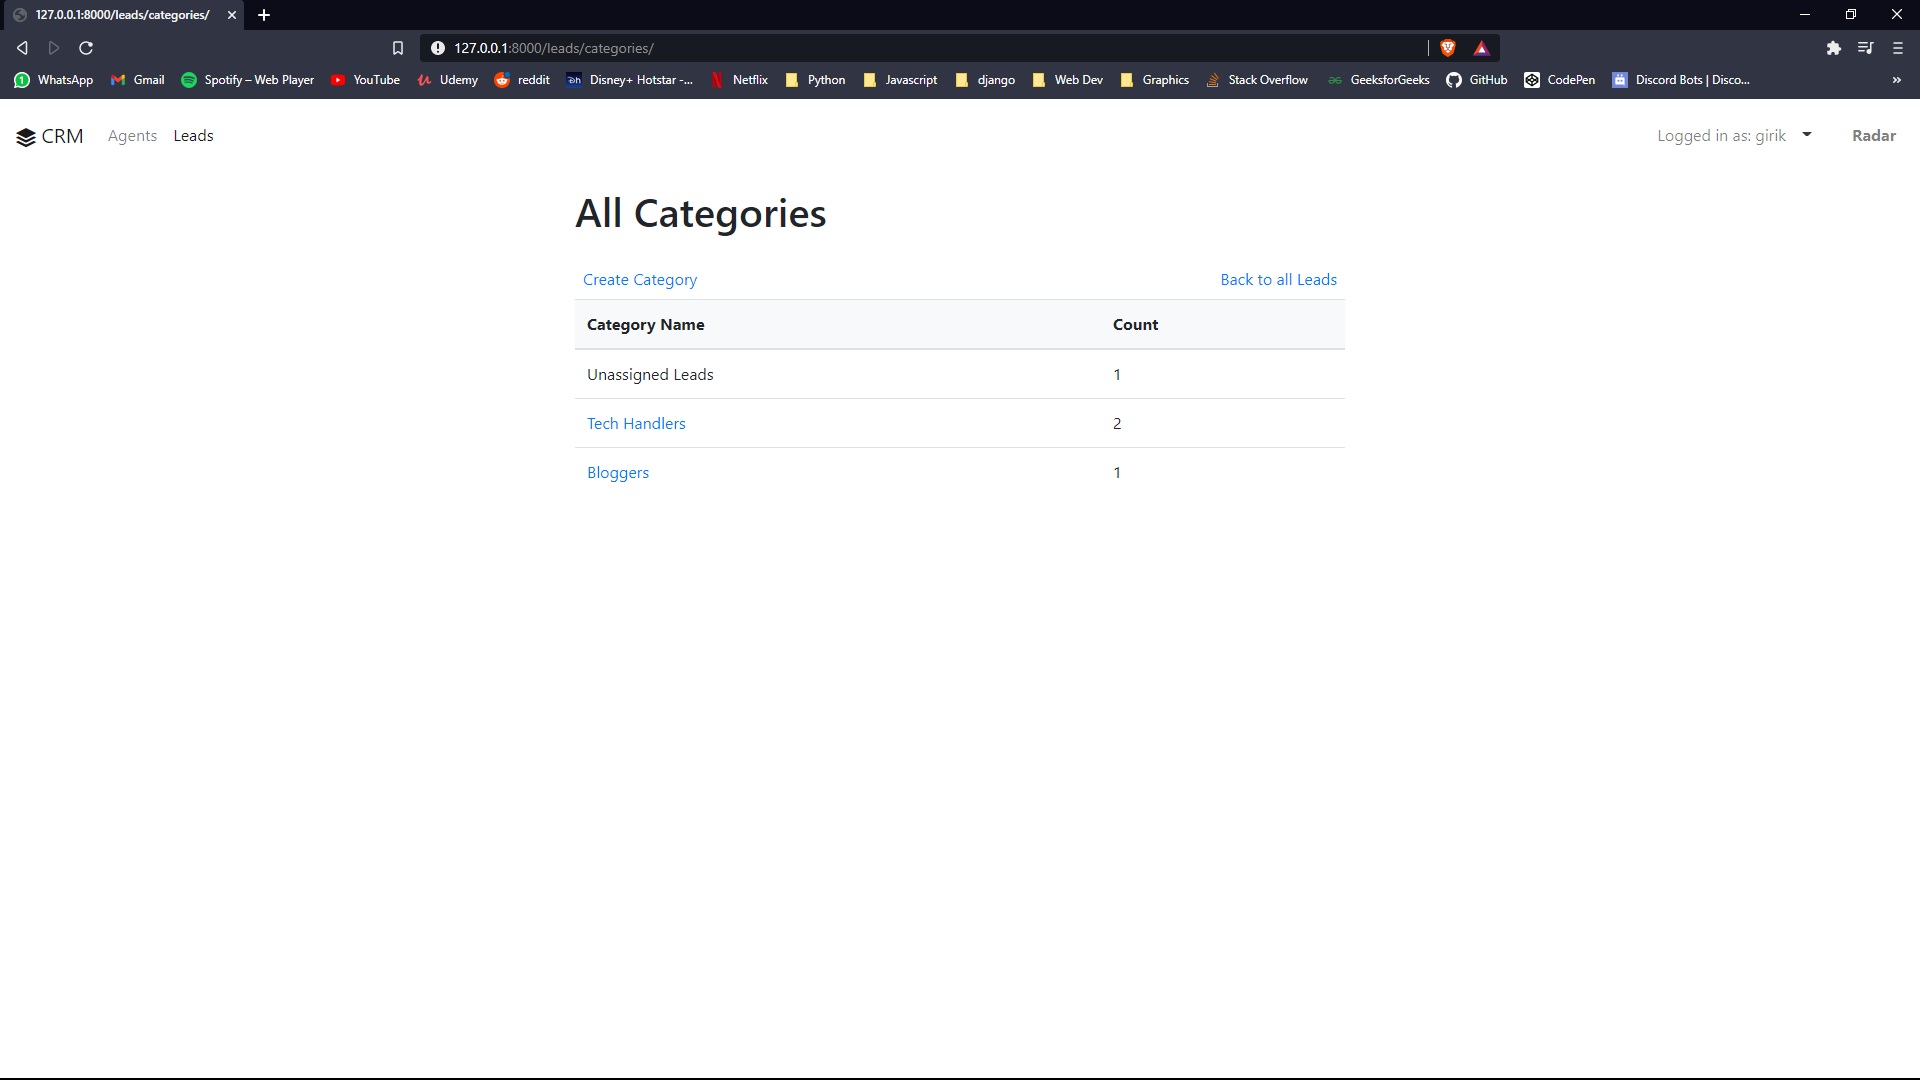 127.0.0.1:8000/leads/categories/
127.0.0.1:8000/leads/categories/
WhatsApp Gmail Spotify – Web Player YouTube Udemy reddit Disney+ Hotstar -... Netflix Python Javascript django Web Dev Graphics Stack Overflow GeeksforGeeks GitHub CodePen Discord Bots | Disco... »
CRM Agents Leads Logged in as: girik Radar
All Categories
Create Category Back to all Leads
Category Name Count
Unassigned Leads 1
Tech Handlers 2
Bloggers 1